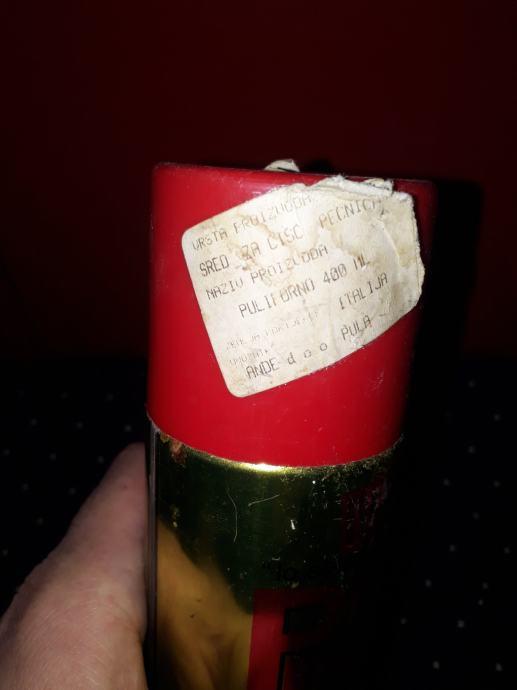 VRSTA PROIZVODA
SRED ZA CISC PECNICA
NAZIV PROIZVODA
PULIFORNO 400 ML
ITALIJA
ANDE d o o PULA